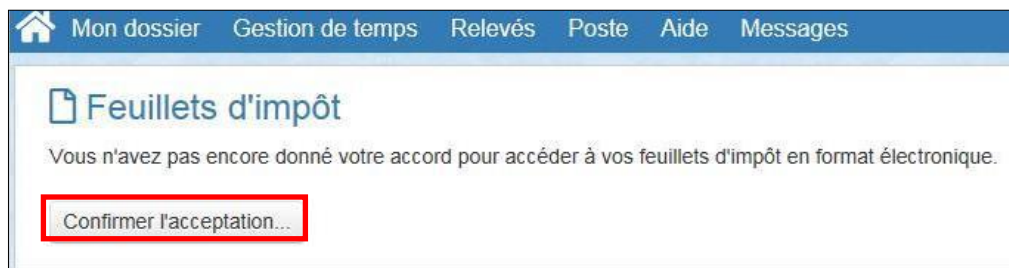 Mon dossier Gestion de temps Relevés Poste Aide Messages
Feuillets d'impôt
Vous n'avez pas encore donné votre accord pour accéder à vos feuillets d'impôt en format électronique.
Confirmer l'acceptation...